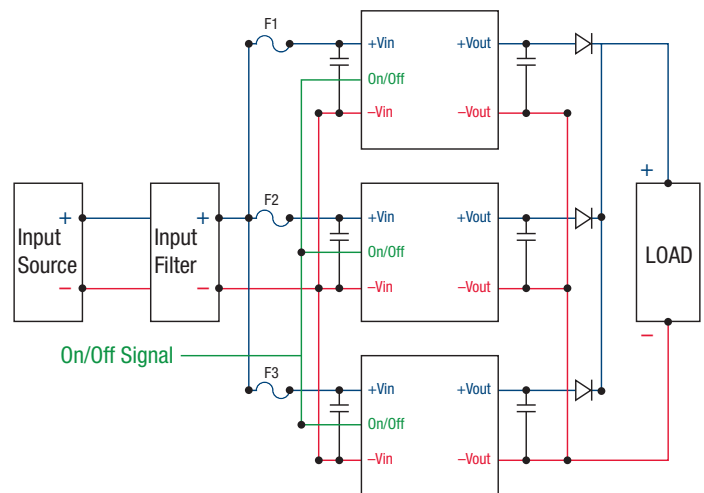 F1
+Vin
+Vout
On/Off
−Vin
−Vout
+
F2
+Vin
+Vout
Input
Source
+
−
Input
Filter
+
−
On/Off
−Vin
−Vout
LOAD
−
On/Off Signal
F3
+Vin
+Vout
On/Off
−Vin
−Vout